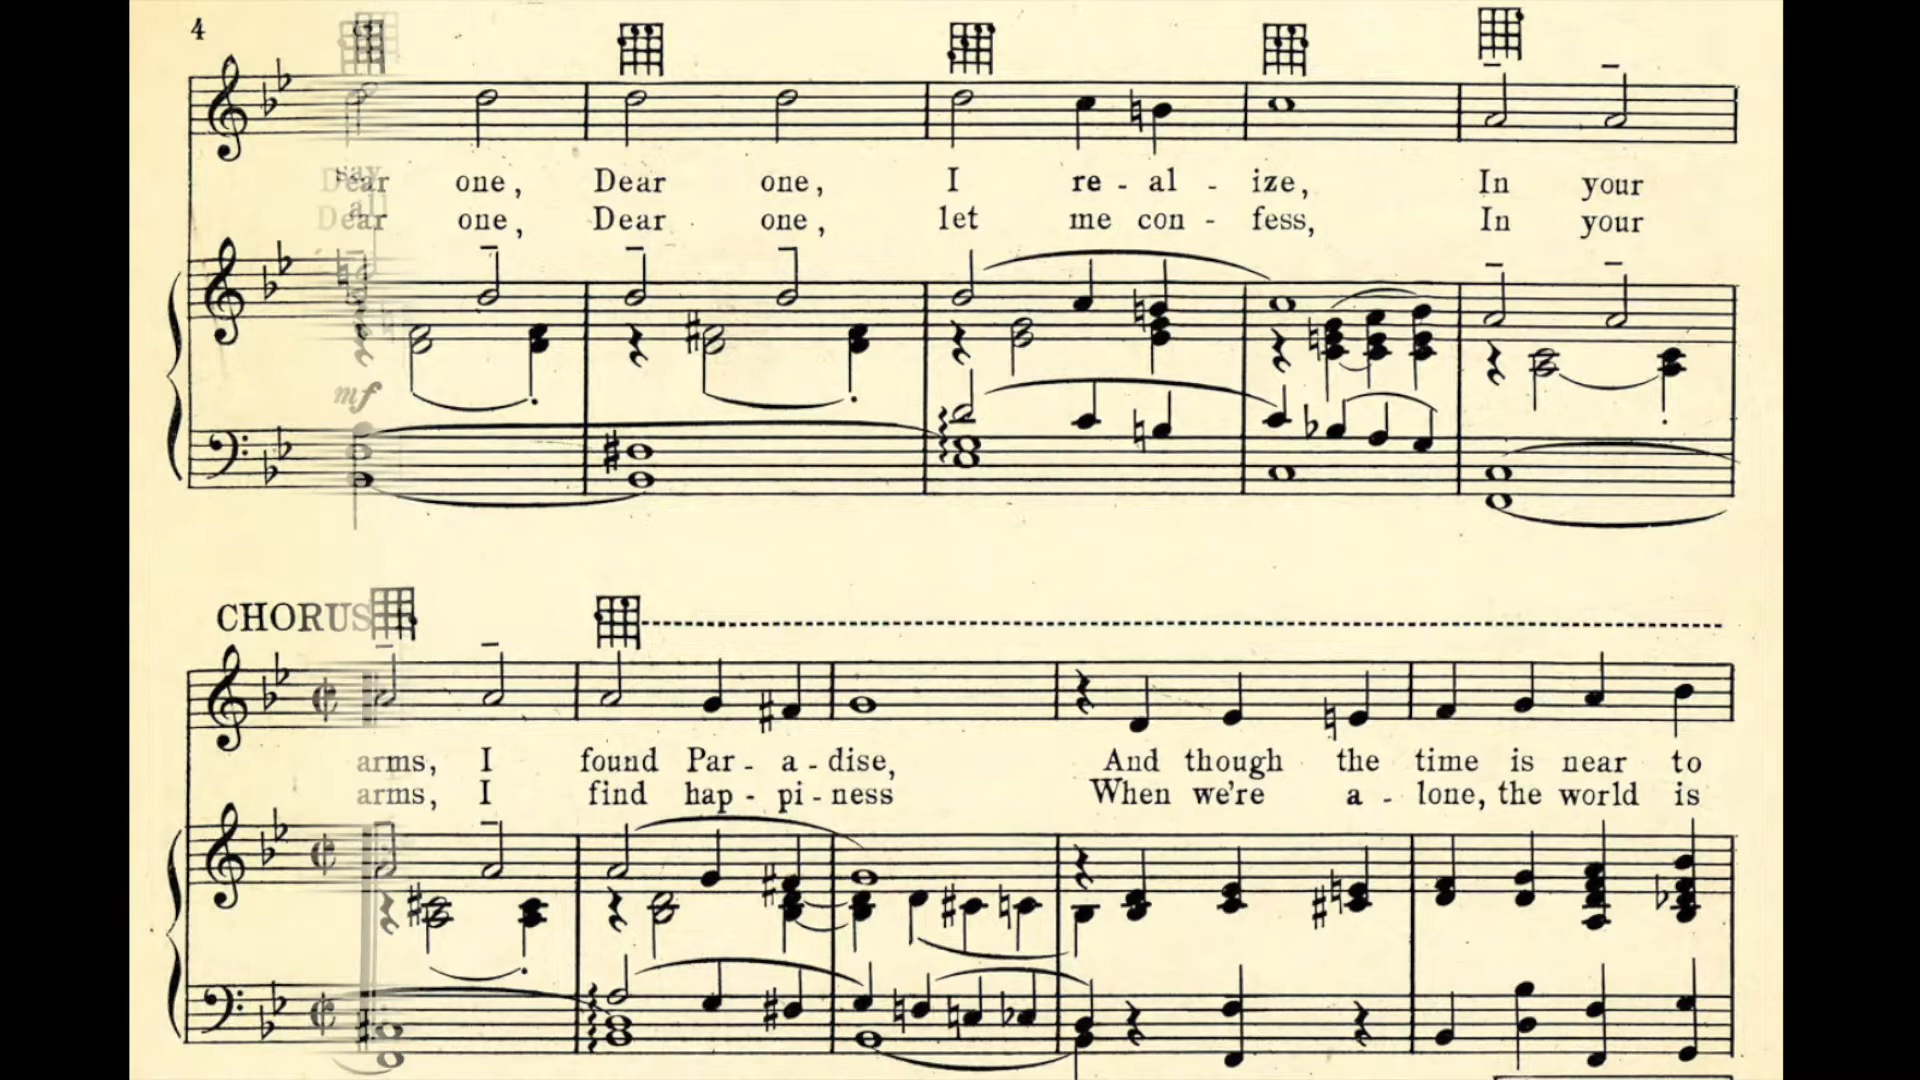 4
Dear one, Dear one, I re - al - ize, In your
Dear one, Dear one, let me con - fess, In your
mf
CHORUS
arms, I found Par - a - dise, And though the time is near to
arms, I find hap - pi - ness When we're a - lone, the world is